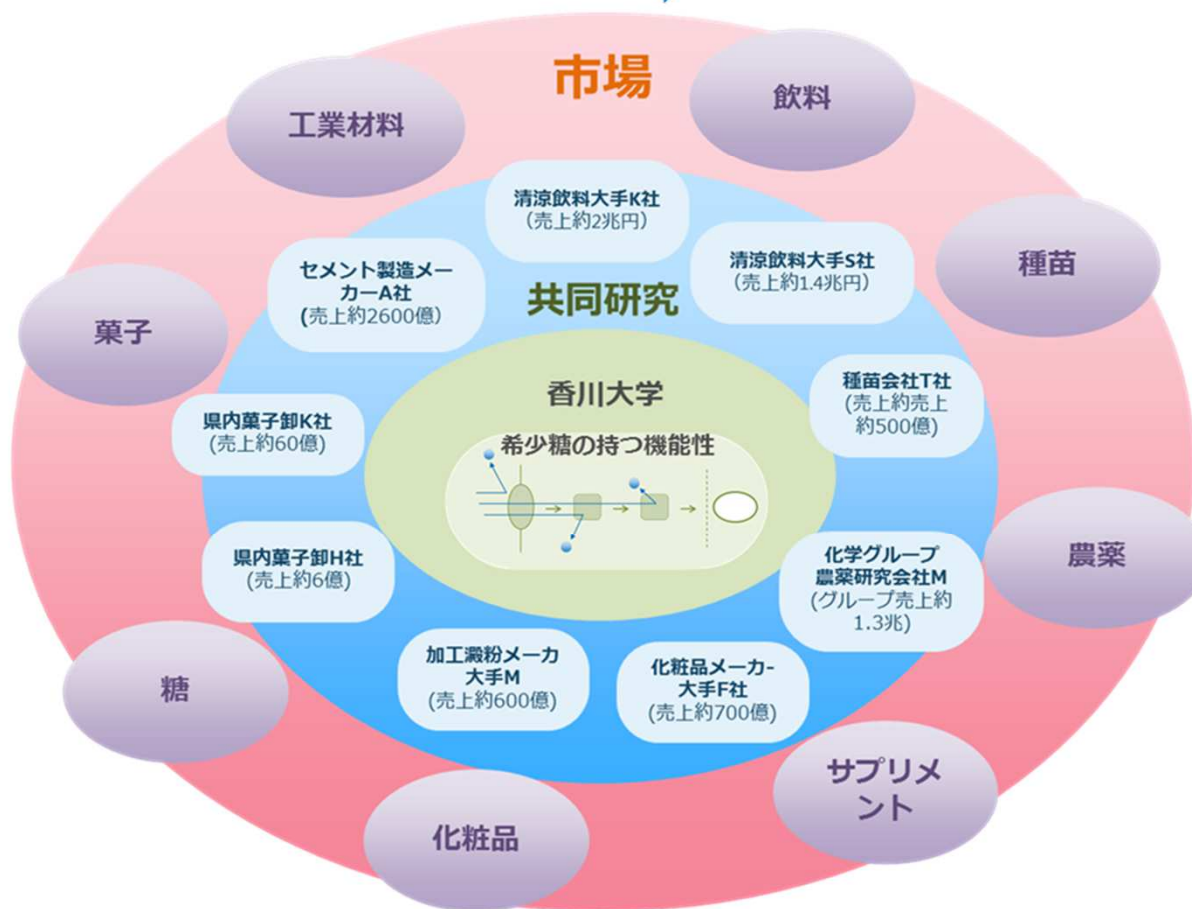 市場
飲料
工業材料
清涼飲料大手K社
(売上約2兆円)
清涼飲料大手S社
(売上約1.4兆円)
種苗
セメント製造メー
カーA社
(売上約2600億)
共同研究
菓子
香川大学
種苗会社T社
(売上約売上
約500億)
県内菓子卸K社
(売上約60億)
希少糖の持つ機能性
県内菓子卸H社
(売上約6億)
化学グループ
農薬研究会社M
(グループ売上約
1.3兆)
農薬
加工澱粉メーカ
大手M
(売上約600億)
化粧品メーカ-
大手F社
(売上約700億)
糖
サプリメ
ント
化粧品